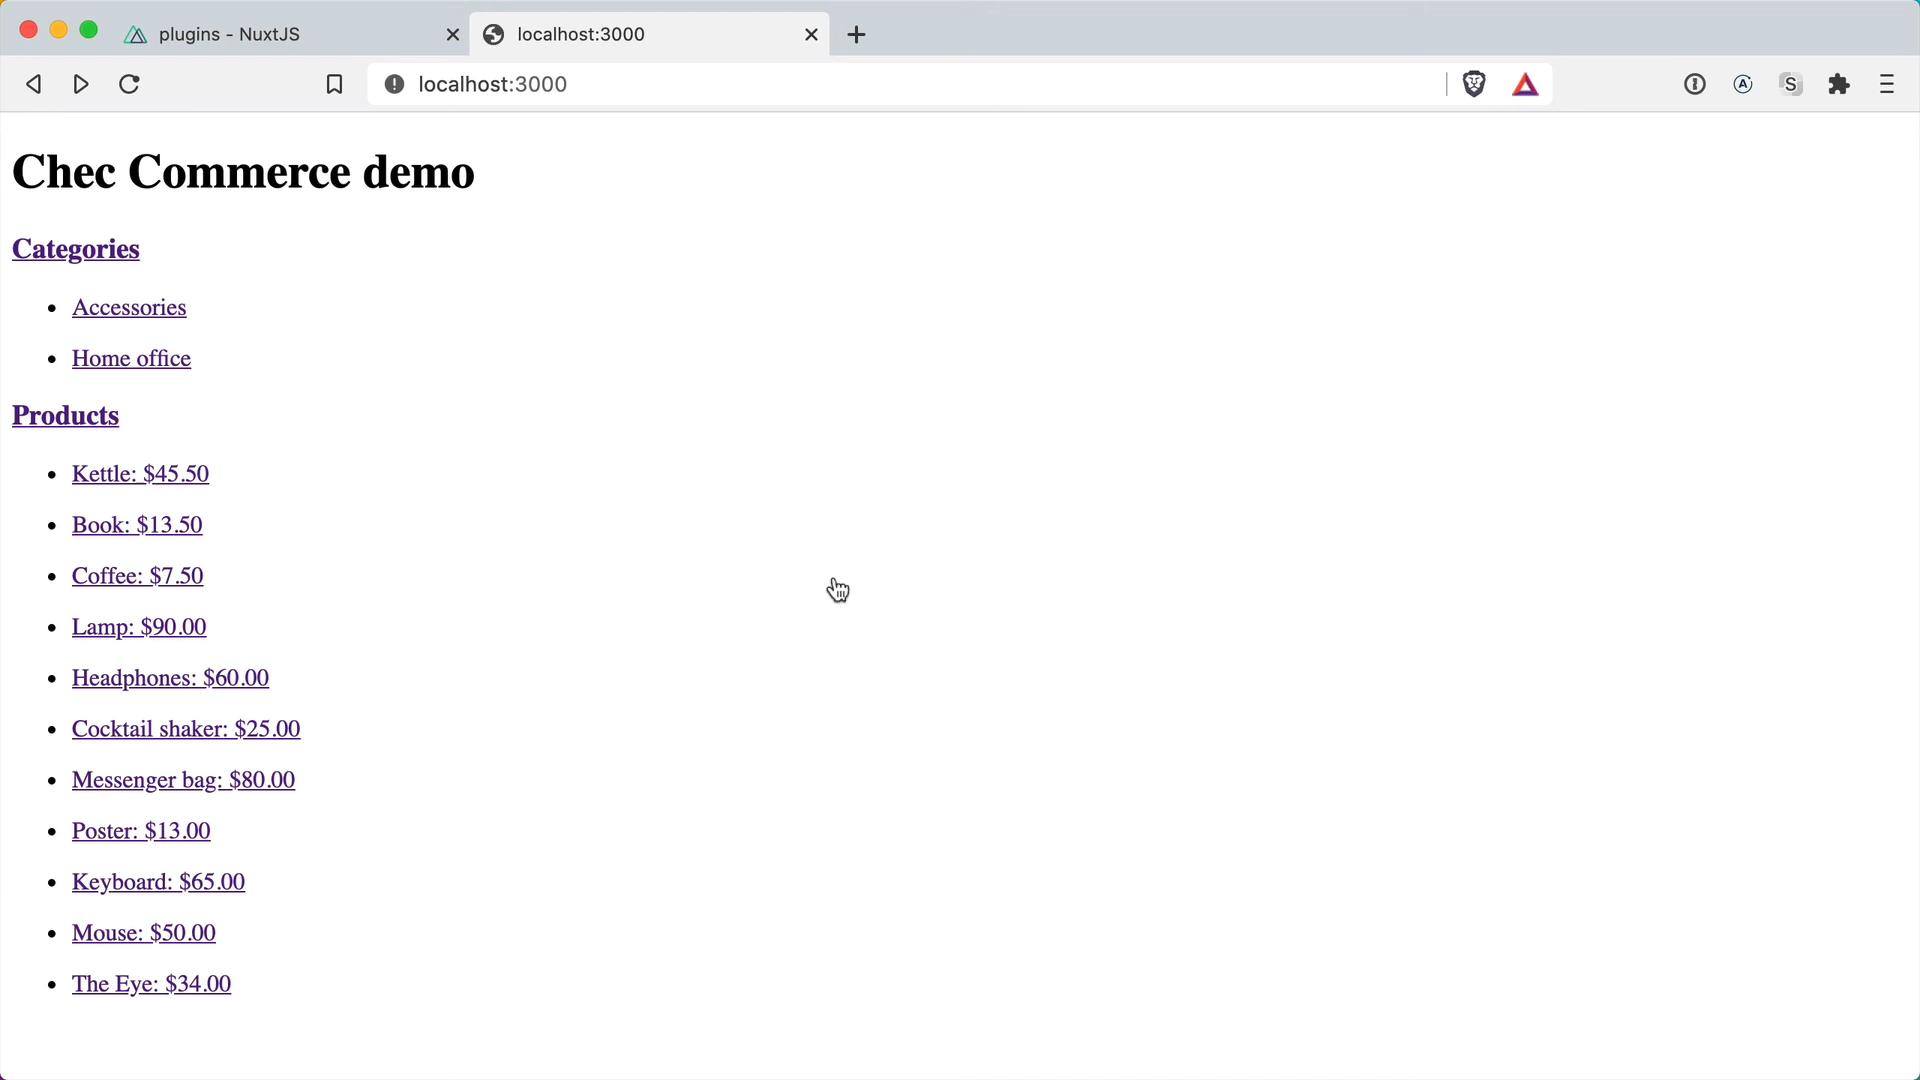 plugins - NuxtJS
localhost:3000
localhost:3000
Chec Commerce demo
Categories
Accessories
Home office
Products
Kettle: $45.50
Book: $13.50
Coffee: $7.50
Lamp: $90.00
Headphones: $60.00
Cocktail shaker: $25.00
Messenger bag: $80.00
Poster: $13.00
Keyboard: $65.00
Mouse: $50.00
The Eye: $34.00